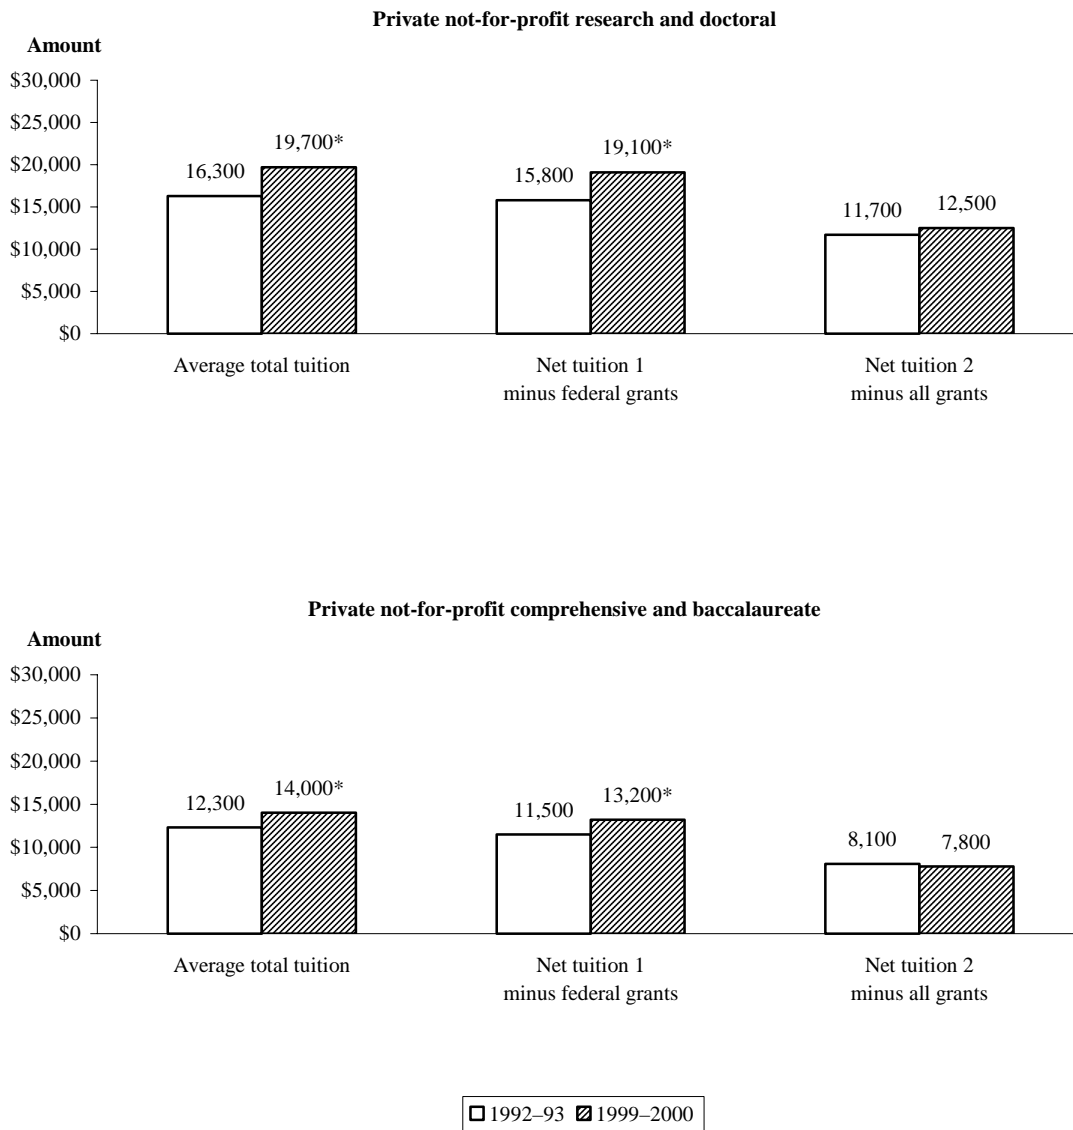 Private not-for-profit research and doctoral
Amount
$30,000
$25,000
$20,000
$15,000
$10,000
$5,000
$0
16,300
19,700*
15,800
19,100*
11,700
12,500
Average total tuition
Net tuition 1
minus federal grants
Net tuition 2
minus all grants
Private not-for-profit comprehensive and baccalaureate
Amount
$30,000
$25,000
$20,000
$15,000
$10,000
$5,000
$0
12,300
14,000*
11,500
13,200*
8,100
7,800
Average total tuition
Net tuition 1
minus federal grants
Net tuition 2
minus all grants
1992–93 1999–2000